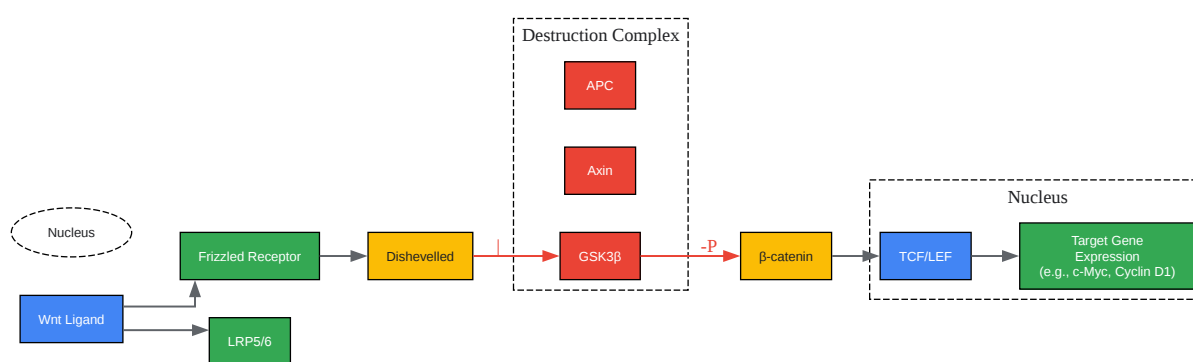 Destruction Complex
APC
Axin
Nucleus
Nucleus
Frizzled Receptor
Dishevelled
|
GSK3β
-P
β-catenin
TCF/LEF
Target Gene
Expression
(e.g., c-Myc, Cyclin D1)
Wnt Ligand
LRP5/6